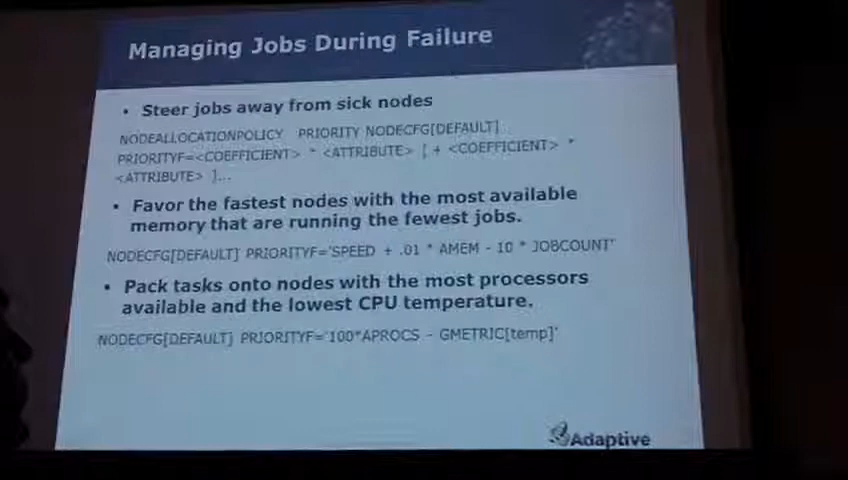 Managing Jobs During Failure
• Steer jobs away from sick nodes
NODEALLOCATIONPOLICY PRIORITY NODECFG[DEFAULT]
PRIORITYF=<COEFFICIENT> * <ATTRIBUTE> [ + <COEFFICIENT> *
<ATTRIBUTE> ]...
• Favor the fastest nodes with the most available
memory that are running the fewest jobs.
NODECFG[DEFAULT] PRIORITYF='SPEED + .01 * AMEM - 10 * JOBCOUNT'
• Pack tasks onto nodes with the most processors
available and the lowest CPU temperature.
NODECFG[DEFAULT] PRIORITYF='100*APROCS - GMETRIC[temp]'
Adaptive